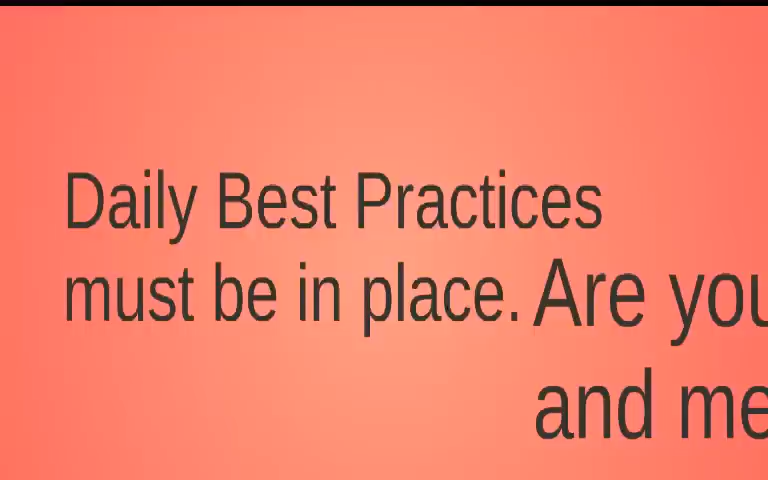 Daily Best Practices
must be in place.
Are you
and me